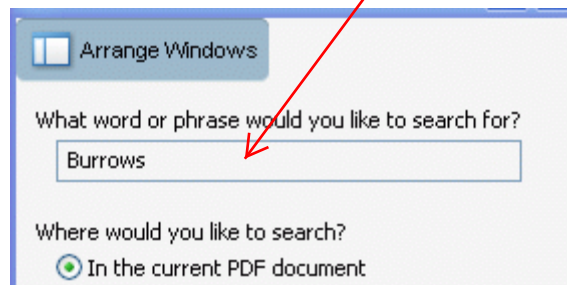 Arrange Windows
What word or phrase would you like to search for?
Burrows
Where would you like to search?
In the current PDF document